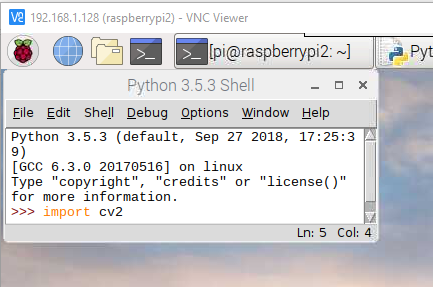 192.168.1.128 (raspberrypi2) - VNC Viewer
[pi@raspberrypi2: ~]
Pyt
Python 3.5.3 Shell
File Edit Shell Debug Options Window Help
Python 3.5.3 (default, Sep 27 2018, 17:25:3
9)
[GCC 6.3.0 20170516] on linux
Type "copyright", "credits" or "license()"
for more information.
>>> import cv2
Ln: 5 Col: 4